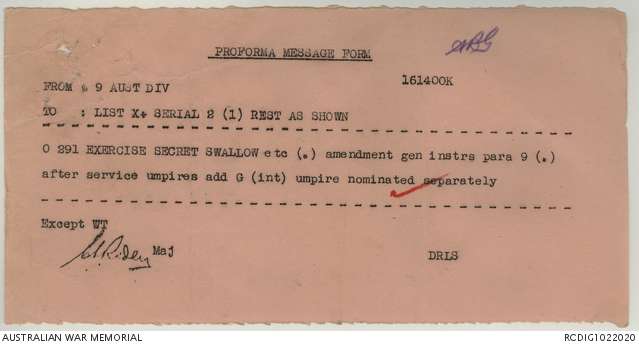 PROFORMA MESSAGE FORM
161400K
FROM : 9 AUST DIV
TO : LIST X+ SERIAL 2 (1) REST AS SHOWN
O 291 EXERCISE SECRET SWALLOW etc (.) amendment gen instrs para 9 (.)
after service umpires add G (int) umpire nominated separately
Except WT
Maj
DRLS
AUSTRALIAN WAR MEMORIAL
RCDIG1022020